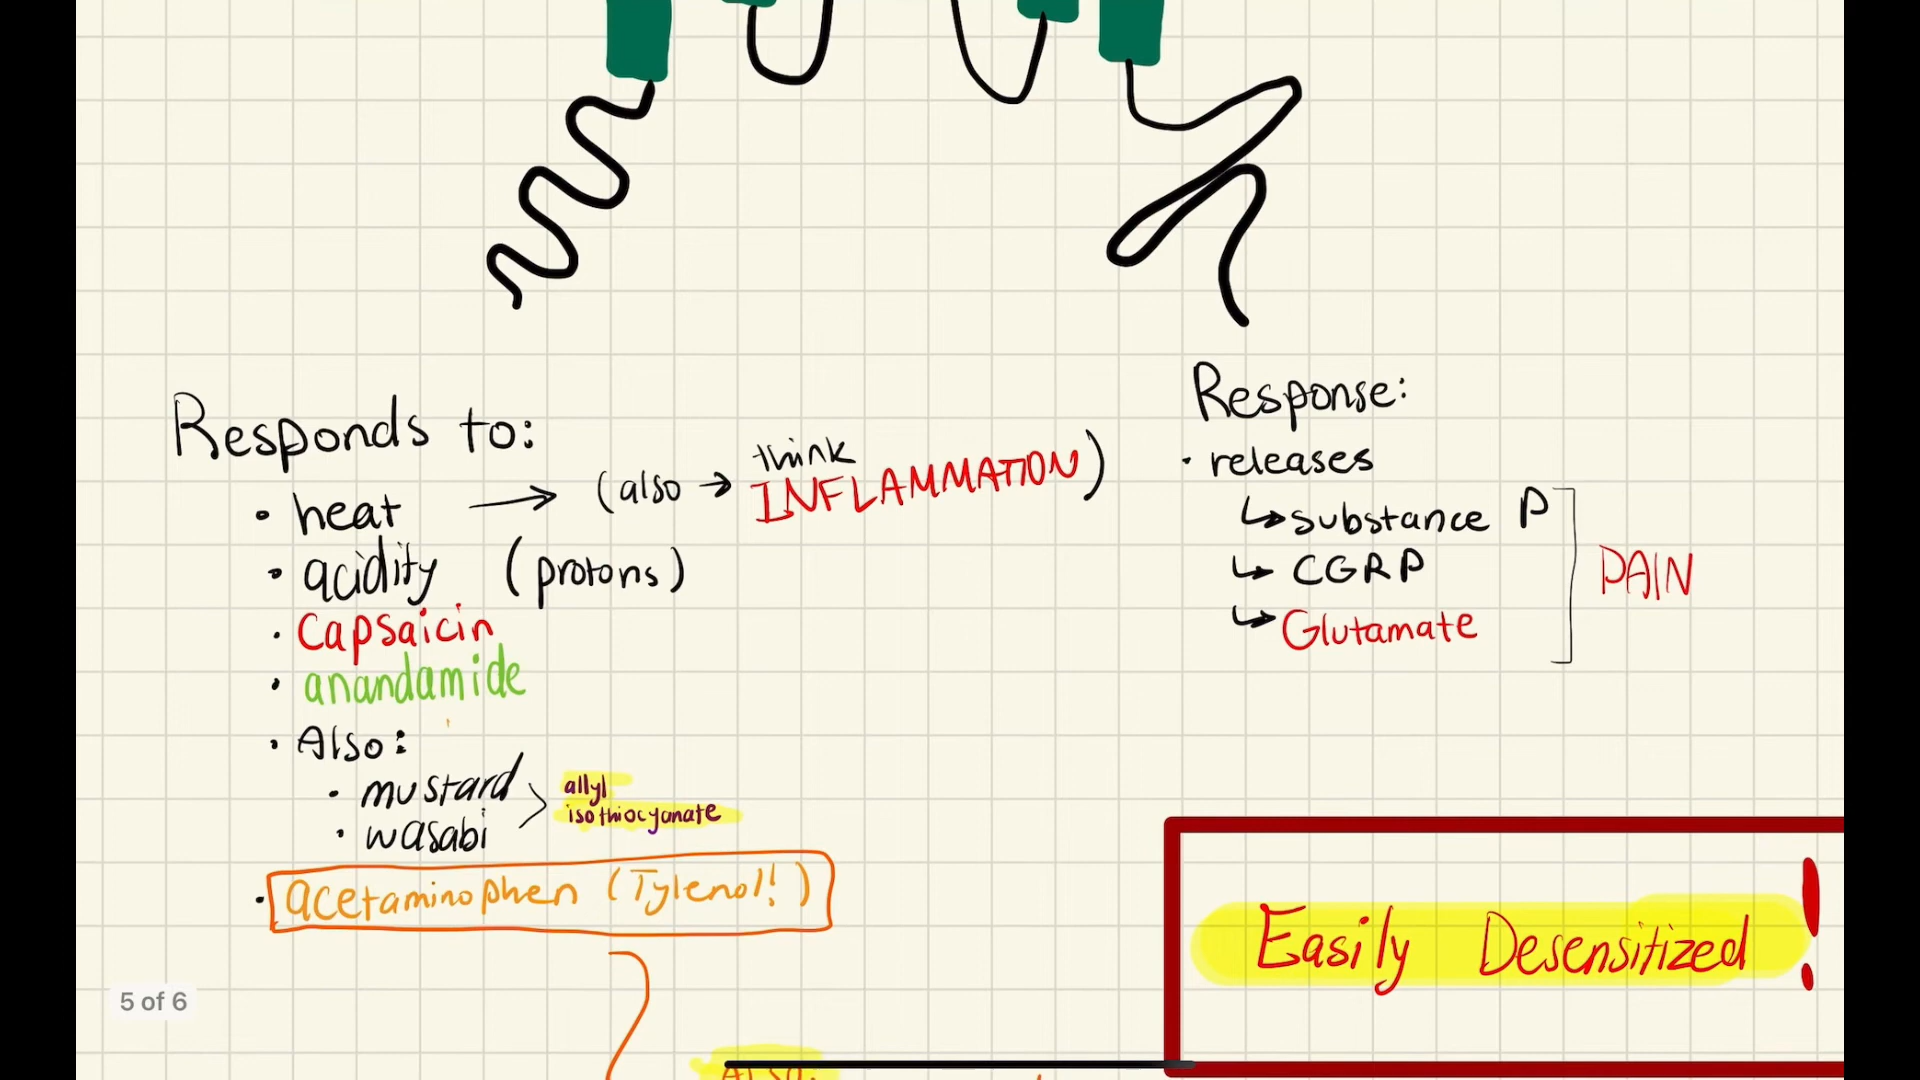 Responds to:
• heat → (also → think INFLAMMATION)
• acidity (protons)
• Capsaicin
• anandamide
• Also:
• mustard
• wasabi
> allyl
isothiocyanate
• acetaminophen (Tylenol!)
Response:
• releases
↳ substance P
↳ CGRP
↳ Glutamate
PAIN
Easily Desensitized!
5 of 6